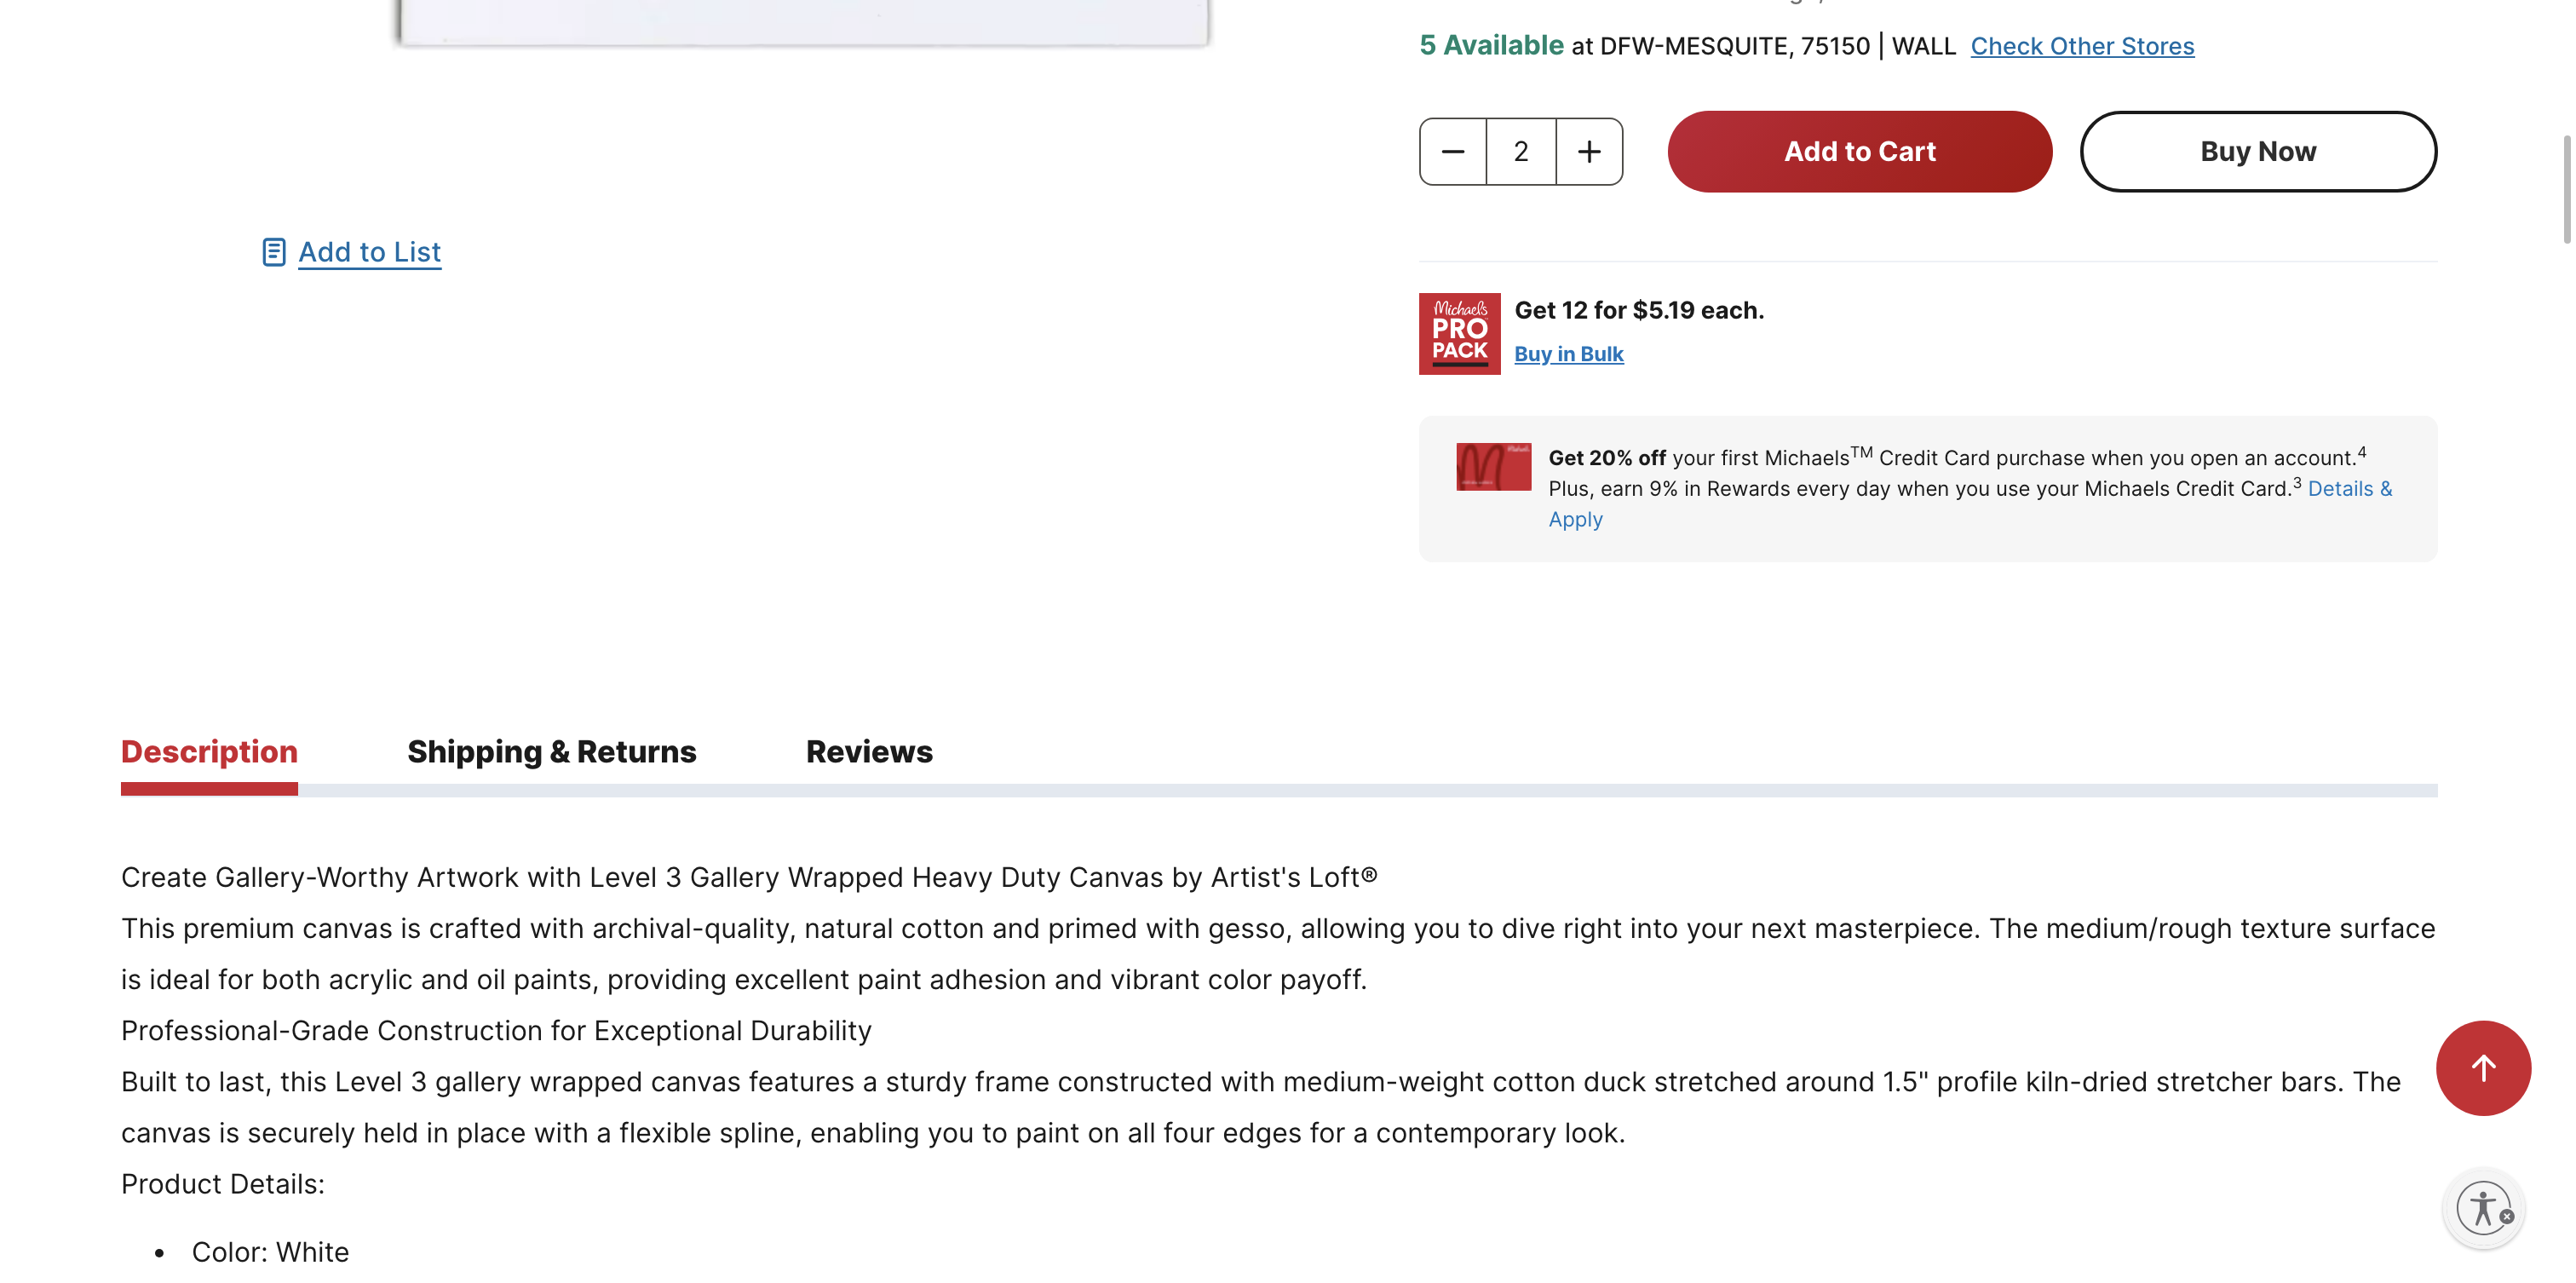 5 Available at DFW-MESQUITE, 75150 | WALL Check Other Stores
2
Add to Cart
Buy Now
Add to List
Michaels
PRO
PACK
Get 12 for $5.19 each.
Buy in Bulk
Get 20% off your first Michaels™ Credit Card purchase when you open an account.⁴
Plus, earn 9% in Rewards every day when you use your Michaels Credit Card.³ Details &
Apply
Description
Shipping & Returns
Reviews
Create Gallery-Worthy Artwork with Level 3 Gallery Wrapped Heavy Duty Canvas by Artist's Loft®
This premium canvas is crafted with archival-quality, natural cotton and primed with gesso, allowing you to dive right into your next masterpiece. The medium/rough texture surface
is ideal for both acrylic and oil paints, providing excellent paint adhesion and vibrant color payoff.
Professional-Grade Construction for Exceptional Durability
Built to last, this Level 3 gallery wrapped canvas features a sturdy frame constructed with medium-weight cotton duck stretched around 1.5" profile kiln-dried stretcher bars. The
canvas is securely held in place with a flexible spline, enabling you to paint on all four edges for a contemporary look.
Product Details:
• Color: White